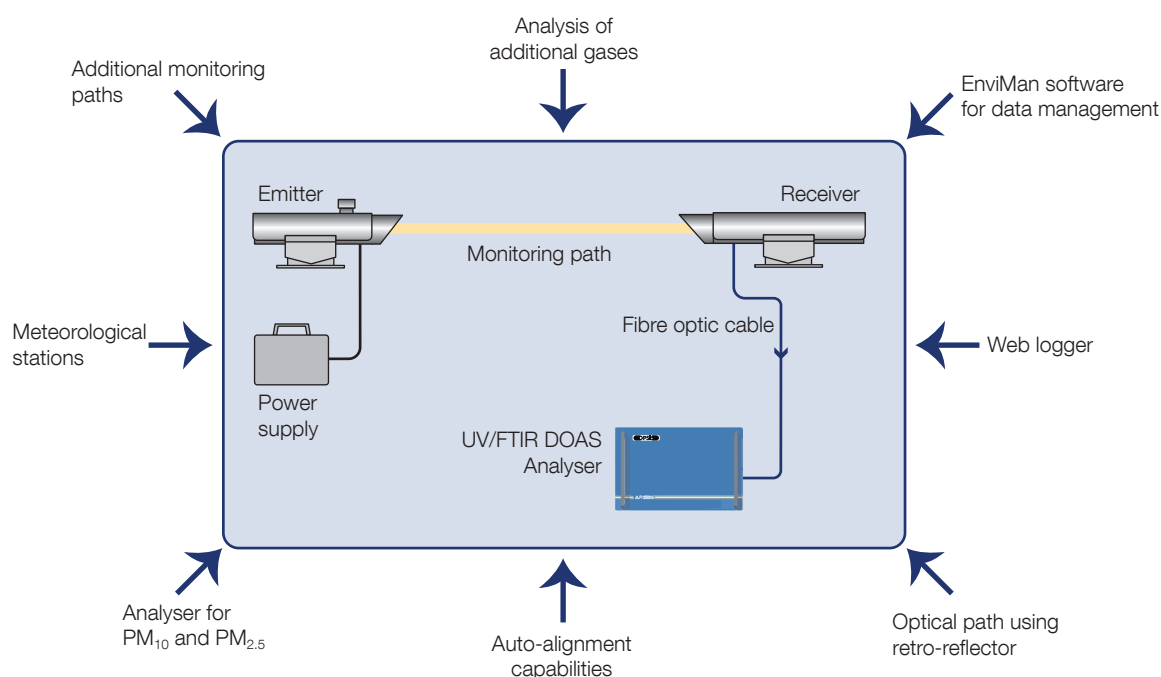 Analysis of
additional gases
Additional monitoring
paths
EnviMan software
for data management
Emitter
Receiver
Monitoring path
Meteorological
stations
Fibre optic cable
Web logger
Power
supply
UV/FTIR DOAS
Analyser
Analyser for
PM₁₀ and PM₂.₅
Auto-alignment
capabilities
Optical path using
retro-reflector